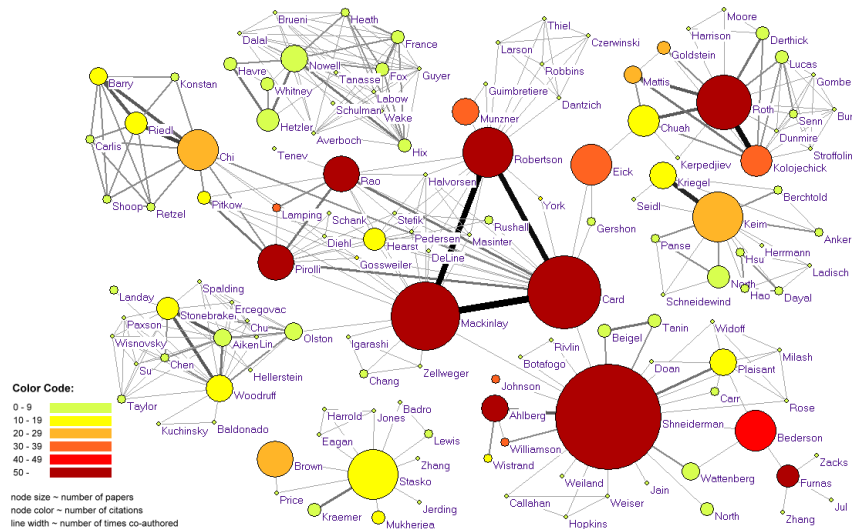 Brueni
Heath
Dalal
France
Nowell
Havre
Tanasse
Fox
Guyer
Whitney
Labow
Schulman
Wake
Hetzler
Averboch
Hix
Barry
Konstan
Riedl
Carlis
Chi
Shoop
Retzel
Pitkow
Tenev
Rao
Lamping
Pirolli
Thiel
Larson
Czerwinski
Robbins
Guimbretiere
Dantzich
Munzner
Robertson
Halvorsen
York
Eick
Gershon
Schank
Stefik
Rushall
Diehl
Hearst
Pedersen
Masinter
DeLine
Gossweiler
Card
Mackinlay
Igarashi
Chang
Zellweger
Moore
Harrison
Derthick
Goldstein
Lucas
Mattis
Roth
Gombe
Senn
Bur
Chuah
Dunmire
Stroffolin
Kerpedjiev
Kolojechick
Kriegel
Berchtold
Seidl
Keim
Anker
Panse
Hsu
Herrmann
Ladisch
North
Schneidewind
Hao
Dayal
Spalding
Landay
Ercegovac
Stonebraker
Paxson
Chu
Olston
Wisnovsky
Aiken
Lin
Su
Chen
Hellerstein
Woodruff
Taylor
Kuchinsky
Baldonado
Beigel
Tanin
Rivlin
Widoff
Botafogo
Doan
Plaisant
Milash
Johnson
Carr
Rose
Ahlberg
Shneiderman
Bederson
Williamson
Wistrand
Wattenberg
Zacks
Furnas
Weiland
Jain
Callahan
Weiser
North
Zhang
Jul
Hopkins
Harrold
Jones
Badro
Eagan
Lewis
Brown
Zhang
Stasko
Price
Jerding
Kraemer
Mukherjea
Color Code:
0 - 9
10 - 19
20 - 29
30 - 39
40 - 49
50 -
node size ~ number of papers
node color ~ number of citations
line width ~ number of times co-authored